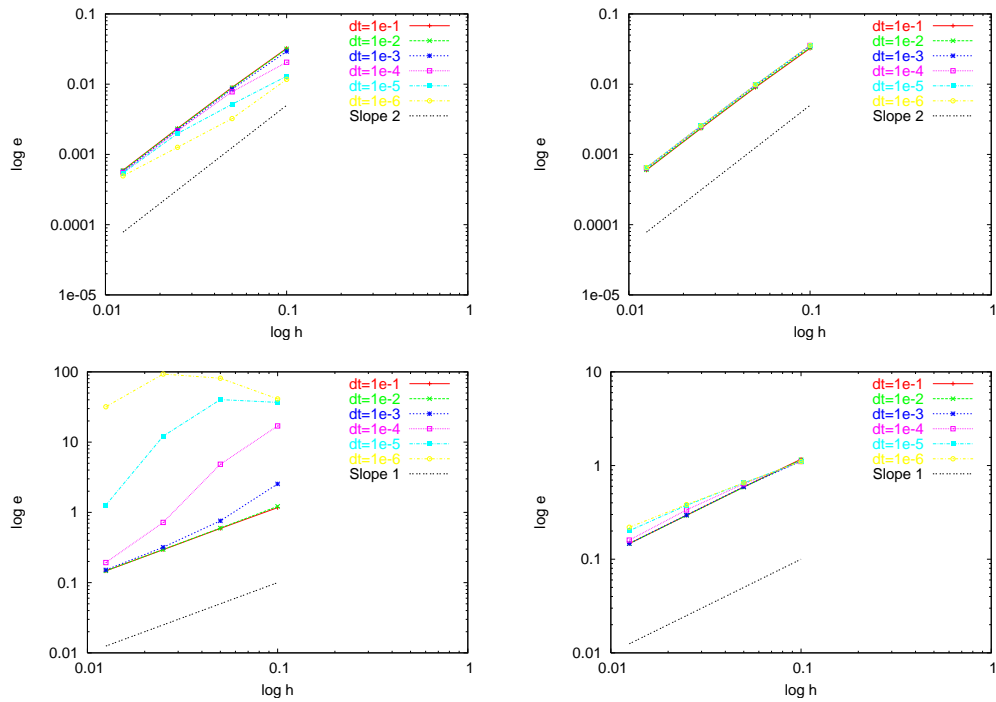 0.1
0.01
0.001
0.0001
1e-05
0.01
0.1
1
log e
log h
dt=1e-1
dt=1e-2
dt=1e-3
dt=1e-4
dt=1e-5
dt=1e-6
Slope 2
0.1
0.01
0.001
0.0001
1e-05
0.01
0.1
1
log e
log h
dt=1e-1
dt=1e-2
dt=1e-3
dt=1e-4
dt=1e-5
dt=1e-6
Slope 2
100
10
1
0.1
0.01
0.01
0.1
1
log e
log h
dt=1e-1
dt=1e-2
dt=1e-3
dt=1e-4
dt=1e-5
dt=1e-6
Slope 1
10
1
0.1
0.01
0.01
0.1
1
log e
log h
dt=1e-1
dt=1e-2
dt=1e-3
dt=1e-4
dt=1e-5
dt=1e-6
Slope 1